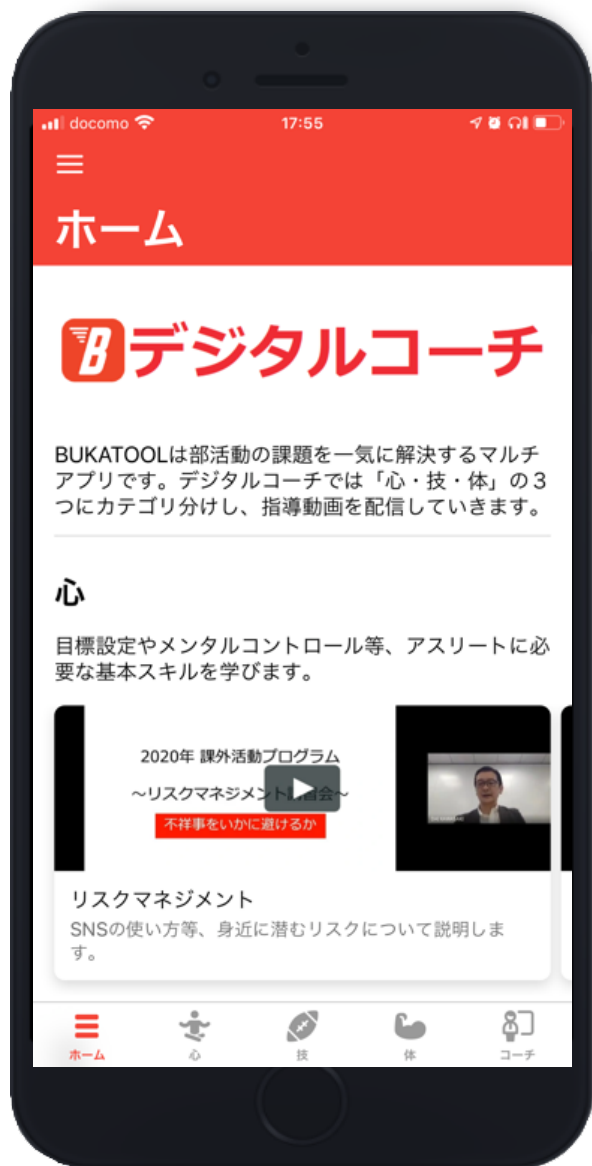 docomo 17:55
ホーム
B デジタルコーチ
BUKATOOLは部活動の課題を一気に解決するマルチ
アプリです。デジタルコーチでは「心・技・体」の３
つにカテゴリ分けし、指導動画を配信していきます。
心
目標設定やメンタルコントロール等、アスリートに必
要な基本スキルを学びます。
2020年 課外活動プログラム
～リスクマネジメント講習会～
不祥事をいかに避けるか
リスクマネジメント
SNSの使い方等、身近に潜むリスクについて説明しま
す。
ホーム 心 技 体 コーチ